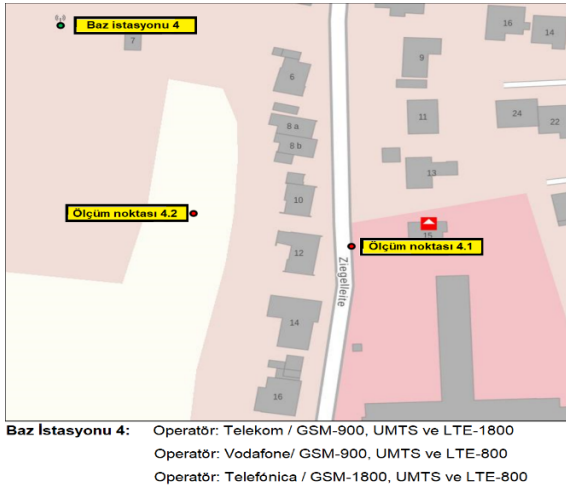 Baz istasyonu 4
7
16
14
9
6
11
24
22
8 a
8 b
13
10
Ölçüm noktası 4.2
15
Ölçüm noktası 4.1
12
Ziegelleite
14
16
Baz İstasyonu 4: Operatör: Telekom / GSM-900, UMTS ve LTE-1800
Operatör: Vodafone/ GSM-900, UMTS ve LTE-800
Operatör: Telefónica / GSM-1800, UMTS ve LTE-800